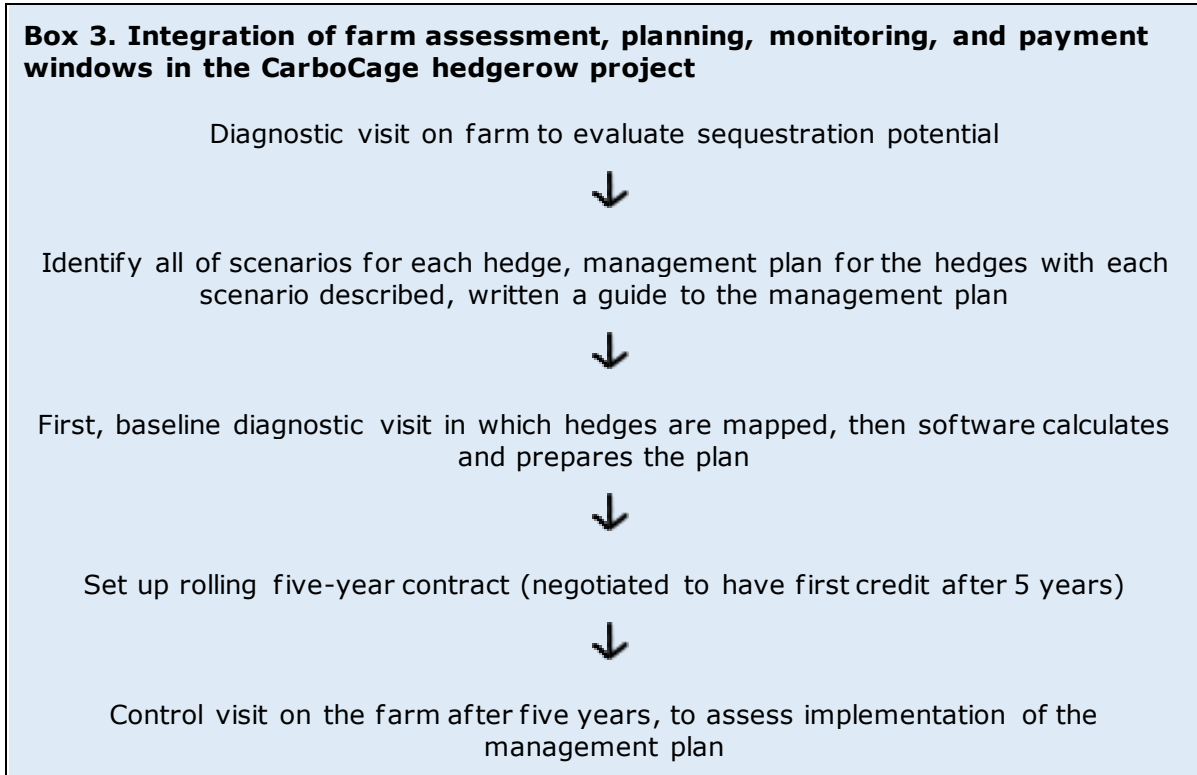 Box 3. Integration of farm assessment, planning, monitoring, and payment
windows in the CarboCage hedgerow project
Diagnostic visit on farm to evaluate sequestration potential
Identify all of scenarios for each hedge, management plan for the hedges with each
scenario described, written a guide to the management plan
First, baseline diagnostic visit in which hedges are mapped, then software calculates
and prepares the plan
Set up rolling five-year contract (negotiated to have first credit after 5 years)
Control visit on the farm after five years, to assess implementation of the
management plan